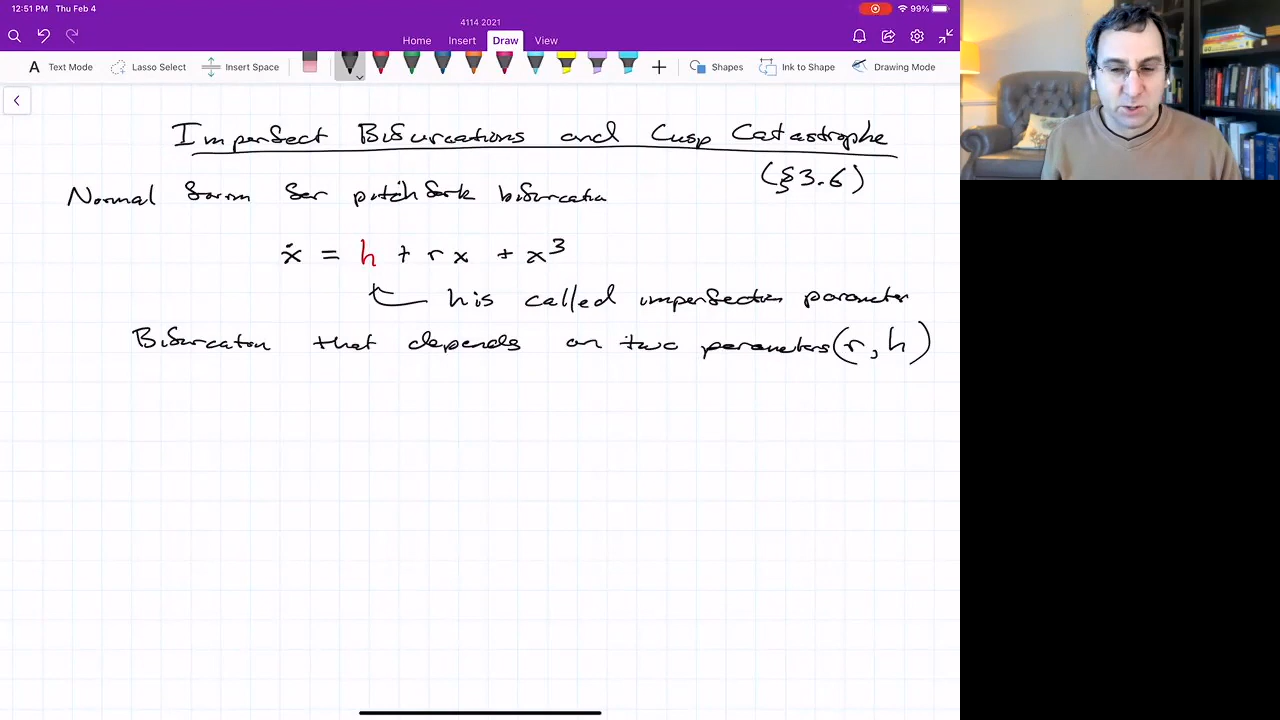 12:51 PM Thu Feb 4
99%
4114 2021
Home Insert Draw View
Text Mode Lasso Select Insert Space Shapes Ink to Shape Drawing Mode
Imperfect Bifurcations and Cusp Catastrophe
(§3.6)
Normal form for pitchfork bifurcation
ẋ = h + rx + x³
h is called imperfection parameter
Bifurcaton that depends on two parameters (r, h)